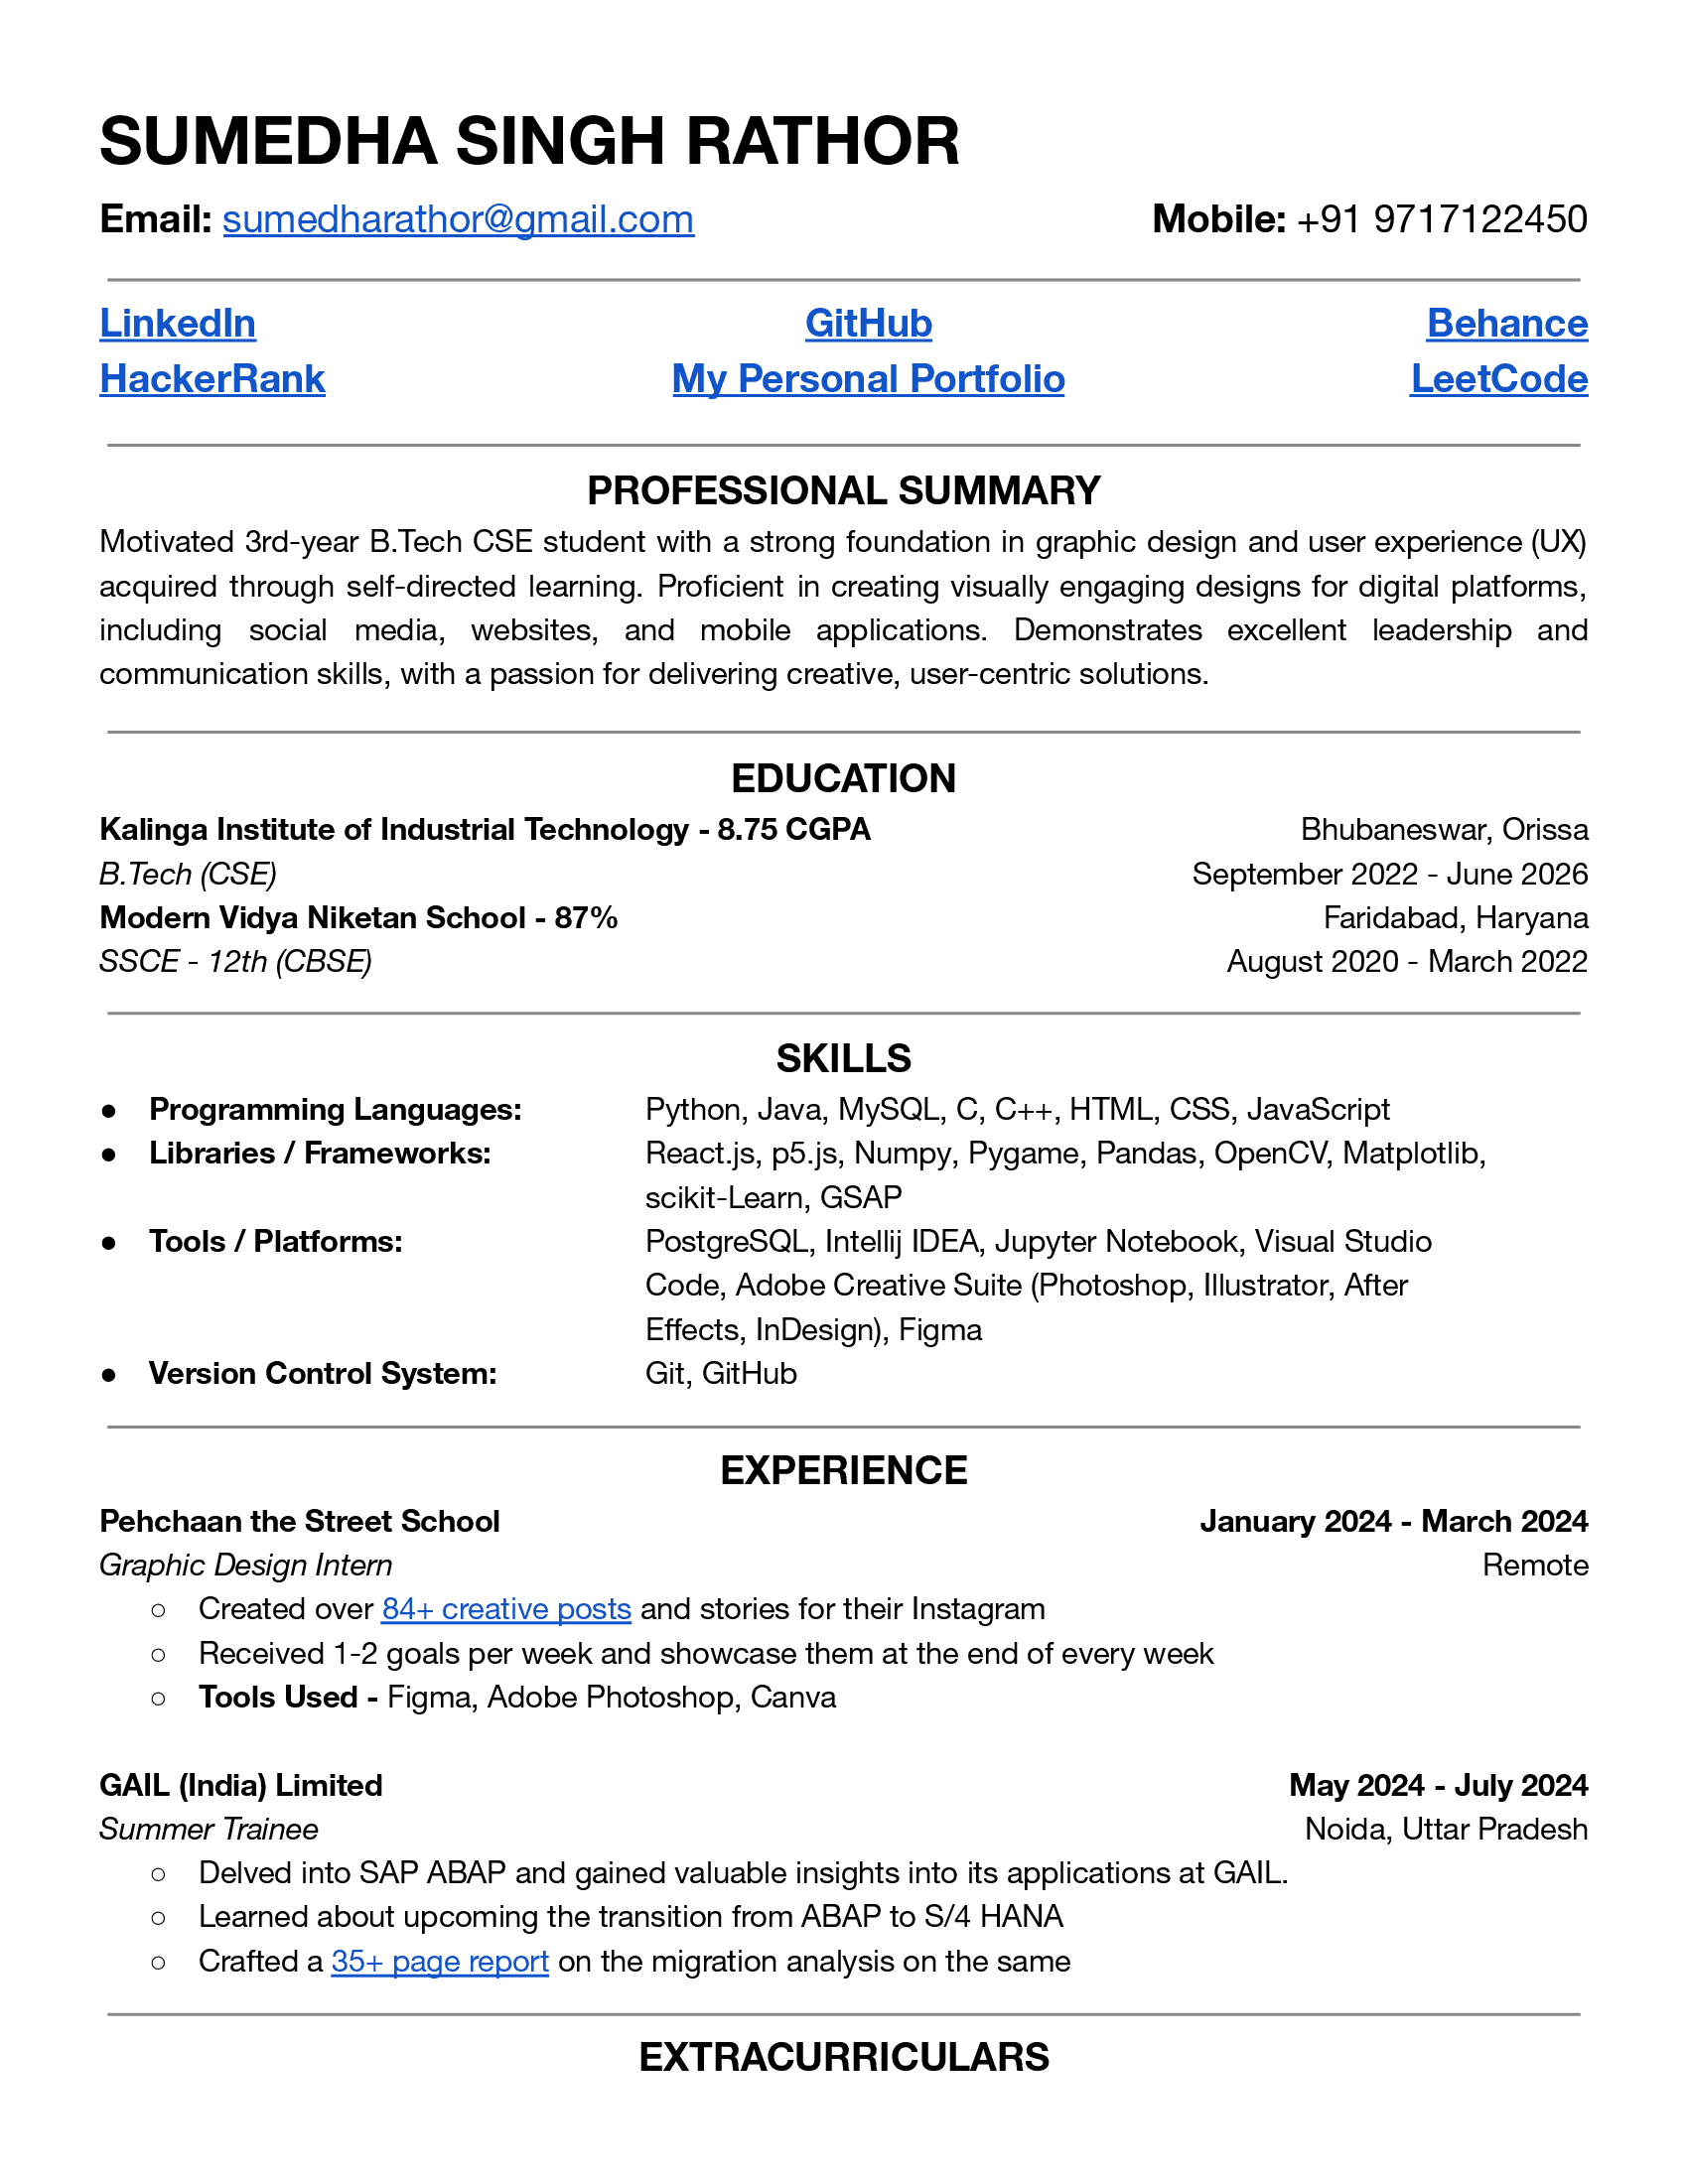 SUMEDHA SINGH RATHOR
Email: sumedharathor@gmail.com Mobile: +91 9717122450
LinkedIn GitHub Behance
HackerRank My Personal Portfolio LeetCode
PROFESSIONAL SUMMARY
Motivated 3rd-year B.Tech CSE student with a strong foundation in graphic design and user experience (UX)
acquired through self-directed learning. Proficient in creating visually engaging designs for digital platforms,
including social media, websites, and mobile applications. Demonstrates excellent leadership and
communication skills, with a passion for delivering creative, user-centric solutions.
EDUCATION
Kalinga Institute of Industrial Technology - 8.75 CGPA Bhubaneswar, Orissa
B.Tech (CSE) September 2022 - June 2026
Modern Vidya Niketan School - 87% Faridabad, Haryana
SSCE - 12th (CBSE) August 2020 - March 2022
SKILLS
● Programming Languages: Python, Java, MySQL, C, C++, HTML, CSS, JavaScript
● Libraries / Frameworks: React.js, p5.js, Numpy, Pygame, Pandas, OpenCV, Matplotlib,
scikit-Learn, GSAP
● Tools / Platforms: PostgreSQL, Intellij IDEA, Jupyter Notebook, Visual Studio
Code, Adobe Creative Suite (Photoshop, Illustrator, After
Effects, InDesign), Figma
● Version Control System: Git, GitHub
EXPERIENCE
Pehchaan the Street School January 2024 - March 2024
Graphic Design Intern Remote
○ Created over 84+ creative posts and stories for their Instagram
○ Received 1-2 goals per week and showcase them at the end of every week
○ Tools Used - Figma, Adobe Photoshop, Canva
GAIL (India) Limited May 2024 - July 2024
Summer Trainee Noida, Uttar Pradesh
○ Delved into SAP ABAP and gained valuable insights into its applications at GAIL.
○ Learned about upcoming the transition from ABAP to S/4 HANA
○ Crafted a 35+ page report on the migration analysis on the same
EXTRACURRICULARS